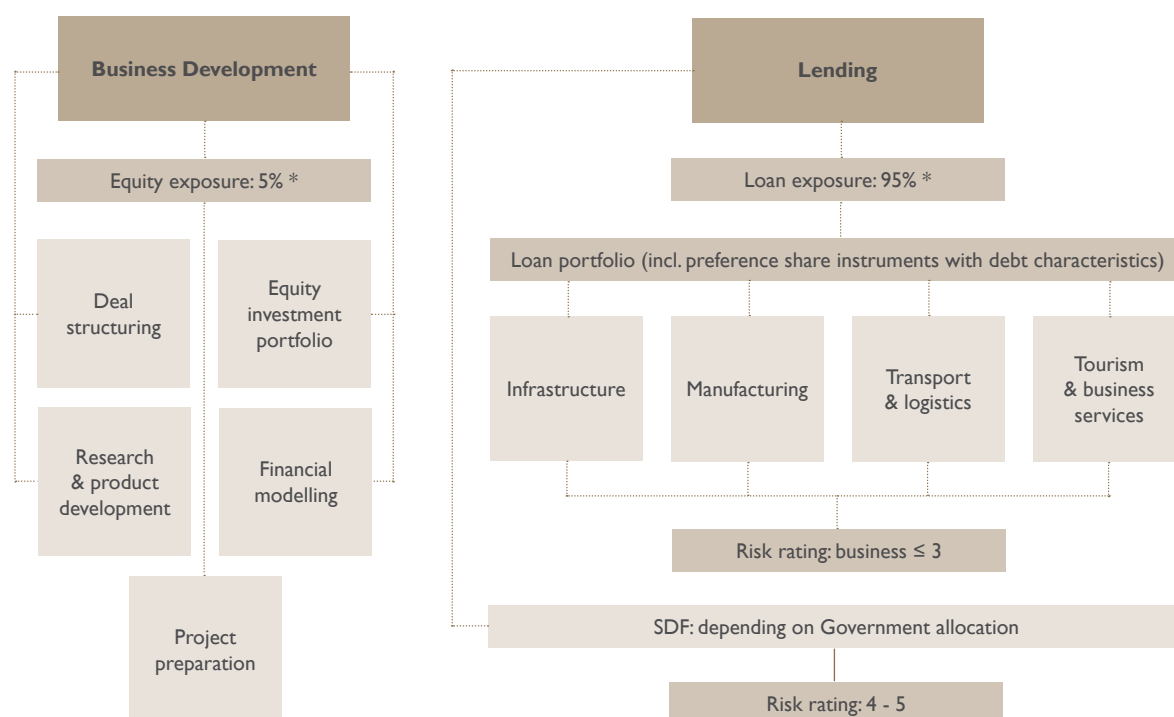 Business Development
Equity exposure: 5% *
Deal
structuring
Equity
investment
portfolio
Research
& product
development
Financial
modelling
Project
preparation
Lending
Loan exposure: 95% *
Loan portfolio (incl. preference share instruments with debt characteristics)
Infrastructure
Manufacturing
Transport
& logistics
Tourism
& business
services
Risk rating: business ≤ 3
SDF: depending on Government allocation
Risk rating: 4 - 5